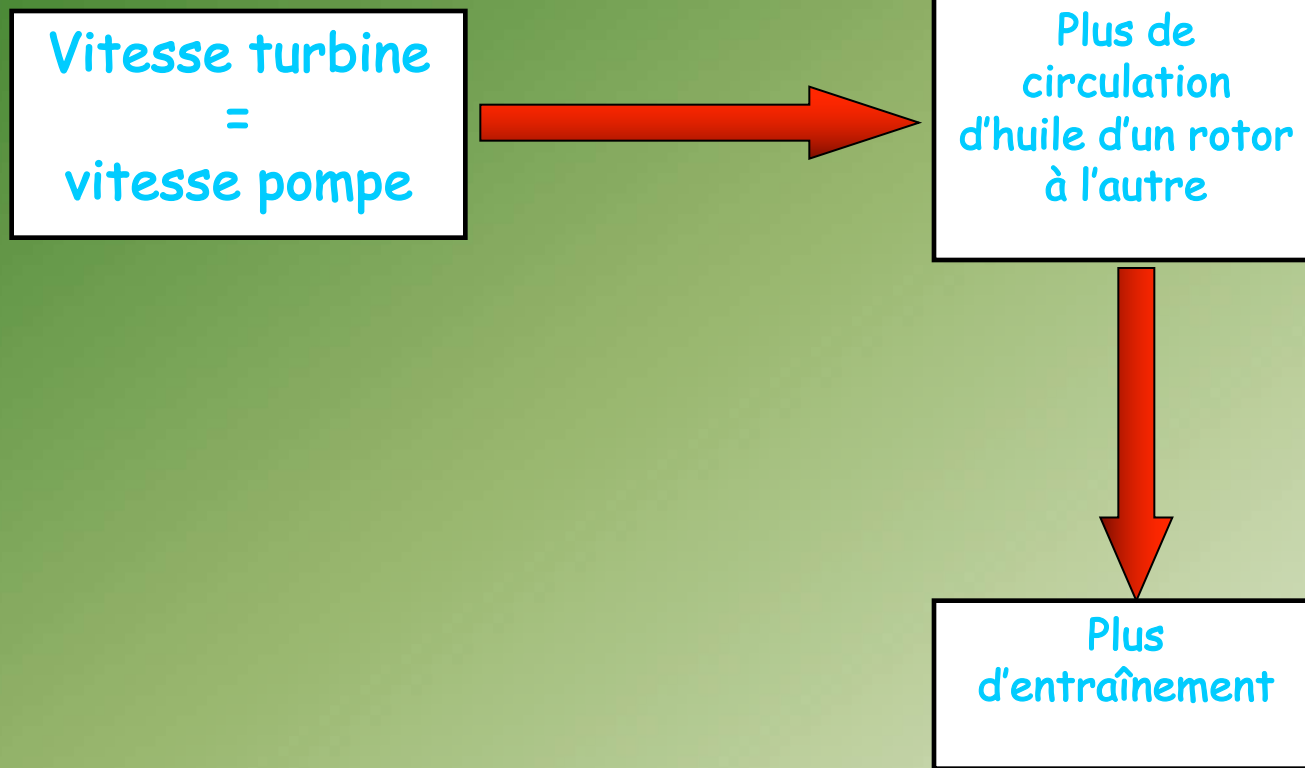 Vitesse turbine
=
vitesse pompe
Plus de
circulation
d'huile d'un rotor
à l'autre
Plus
d'entraînement